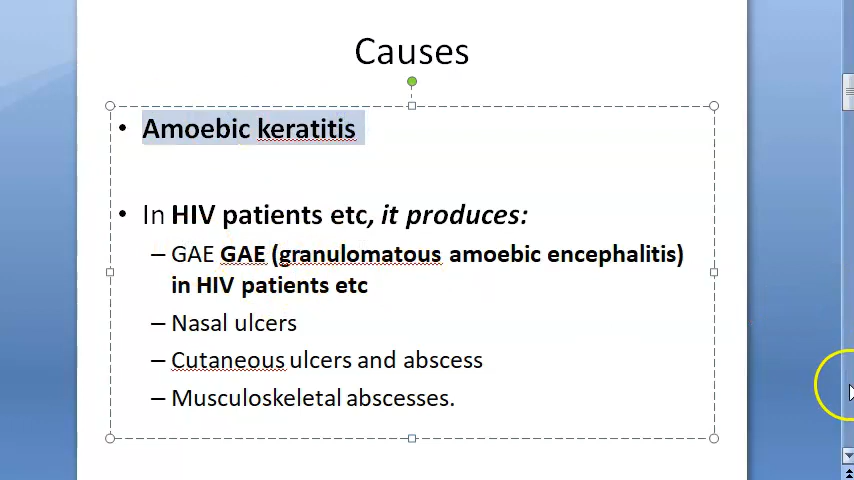 Causes
• Amoebic keratitis
• In HIV patients etc, it produces:
– GAE GAE (granulomatous amoebic encephalitis)
in HIV patients etc
– Nasal ulcers
– Cutaneous ulcers and abscess
– Musculoskeletal abscesses.